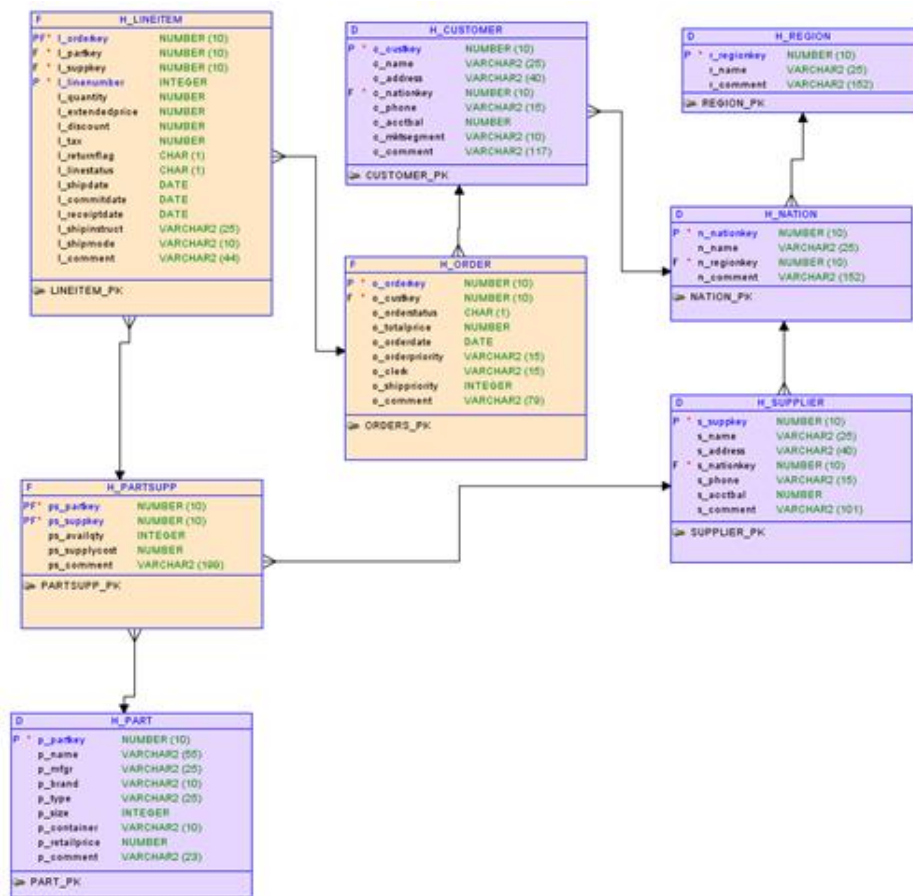 F H_LINEITEM
PF* l_orderkey NUMBER (10)
F * l_partkey NUMBER (10)
F * l_suppkey NUMBER (10)
P * l_linenumber INTEGER
l_quantity NUMBER
l_extendedprice NUMBER
l_discount NUMBER
l_tax NUMBER
l_returnflag CHAR (1)
l_linestatus CHAR (1)
l_shipdate DATE
l_commitdate DATE
l_receiptdate DATE
l_shipinstruct VARCHAR2 (25)
l_shipmode VARCHAR2 (10)
l_comment VARCHAR2 (44)
LINEITEM_PK
D H_CUSTOMER
P * c_custkey NUMBER (10)
c_name VARCHAR2 (25)
c_address VARCHAR2 (40)
F * c_nationkey NUMBER (10)
c_phone VARCHAR2 (15)
c_acctbal NUMBER
c_mktsegment VARCHAR2 (10)
c_comment VARCHAR2 (117)
CUSTOMER_PK
D H_REGION
P * r_regionkey NUMBER (10)
r_name VARCHAR2 (25)
r_comment VARCHAR2 (152)
REGION_PK
D H_NATION
P * n_nationkey NUMBER (10)
n_name VARCHAR2 (25)
F * n_regionkey NUMBER (10)
n_comment VARCHAR2 (152)
NATION_PK
F H_ORDER
P * o_orderkey NUMBER (10)
F * o_custkey NUMBER (10)
o_orderstatus CHAR (1)
o_totalprice NUMBER
o_orderdate DATE
o_orderpriority VARCHAR2 (15)
o_clerk VARCHAR2 (15)
o_shippriority INTEGER
o_comment VARCHAR2 (79)
ORDERS_PK
D H_SUPPLIER
P * s_suppkey NUMBER (10)
s_name VARCHAR2 (25)
s_address VARCHAR2 (40)
F * s_nationkey NUMBER (10)
s_phone VARCHAR2 (15)
s_acctbal NUMBER
s_comment VARCHAR2 (101)
SUPPLIER_PK
F H_PARTSUPP
PF* ps_partkey NUMBER (10)
PF* ps_suppkey NUMBER (10)
ps_availqty INTEGER
ps_supplycost NUMBER
ps_comment VARCHAR2 (199)
PARTSUPP_PK
D H_PART
P * p_partkey NUMBER (10)
p_name VARCHAR2 (55)
p_mfgr VARCHAR2 (25)
p_brand VARCHAR2 (10)
p_type VARCHAR2 (25)
p_size INTEGER
p_container VARCHAR2 (10)
p_retailprice NUMBER
p_comment VARCHAR2 (23)
PART_PK